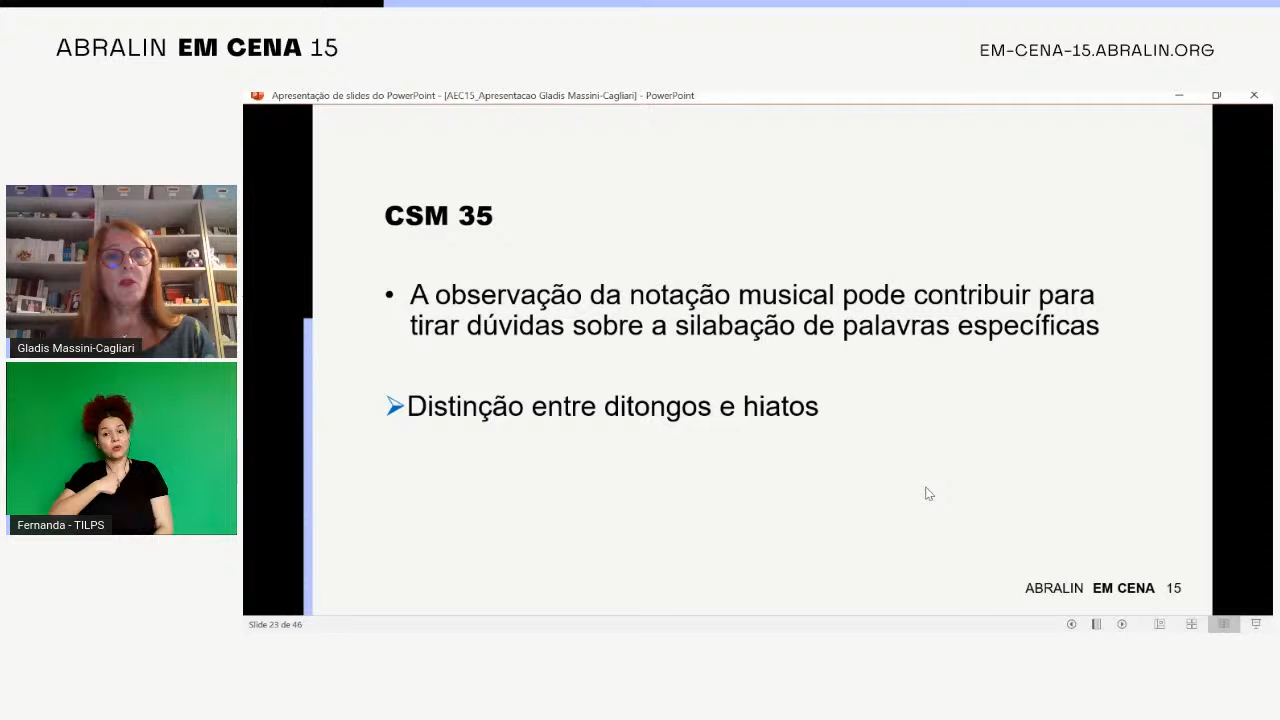 ABRALIN EM CENA 15
EM-CENA-15.ABRALIN.ORG
Apresentação de slides do PowerPoint - [AEC15_Apresentacao Gladis Massini-Cagliari] - PowerPoint
CSM 35
• A observação da notação musical pode contribuir para
tirar dúvidas sobre a silabação de palavras específicas
Distinção entre ditongos e hiatos
Gladis Massini-Cagliari
Fernanda - TILPS
ABRALIN EM CENA 15
Slide 23 de 46